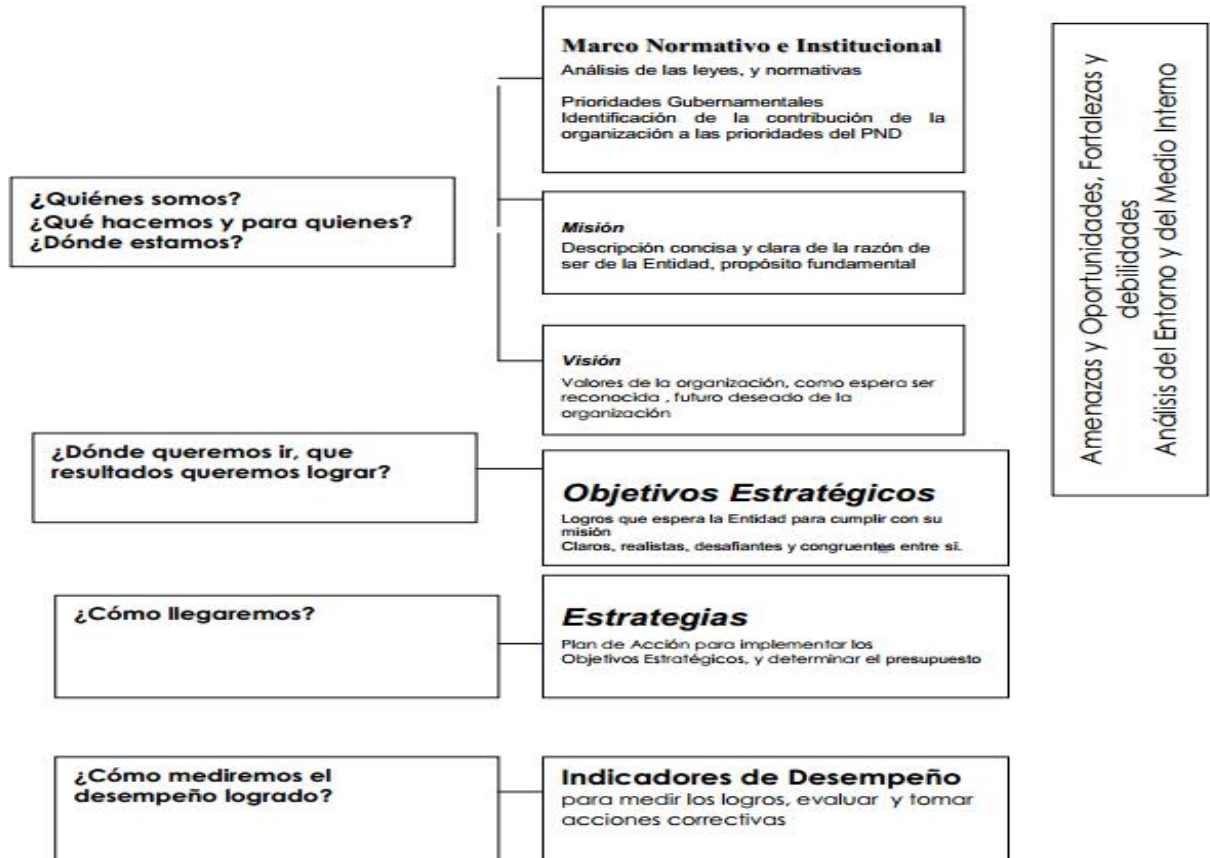 Marco Normativo e Institucional
Análisis de las leyes, y normativas
Prioridades Gubernamentales
Identificación de la contribución de la
organización a las prioridades del PND
¿Quiénes somos?
¿Qué hacemos y para quienes?
¿Dónde estamos?
Misión
Descripción concisa y clara de la razón de
ser de la Entidad, propósito fundamental
Visión
Valores de la organización, como espera ser
reconocida , futuro deseado de la
organización
¿Dónde queremos ir, que
resultados queremos lograr?
Objetivos Estratégicos
Logros que espera la Entidad para cumplir con su
misión
Claros, realistas, desafiantes y congruentes entre sí.
¿Cómo llegaremos?
Estrategias
Plan de Acción para implementar los
Objetivos Estratégicos, y determinar el presupuesto
¿Cómo mediremos el
desempeño logrado?
Indicadores de Desempeño
para medir los logros, evaluar y tomar
acciones correctivas
Amenazas y Oportunidades, Fortalezas y
debilidades
Análisis del Entorno y del Medio Interno